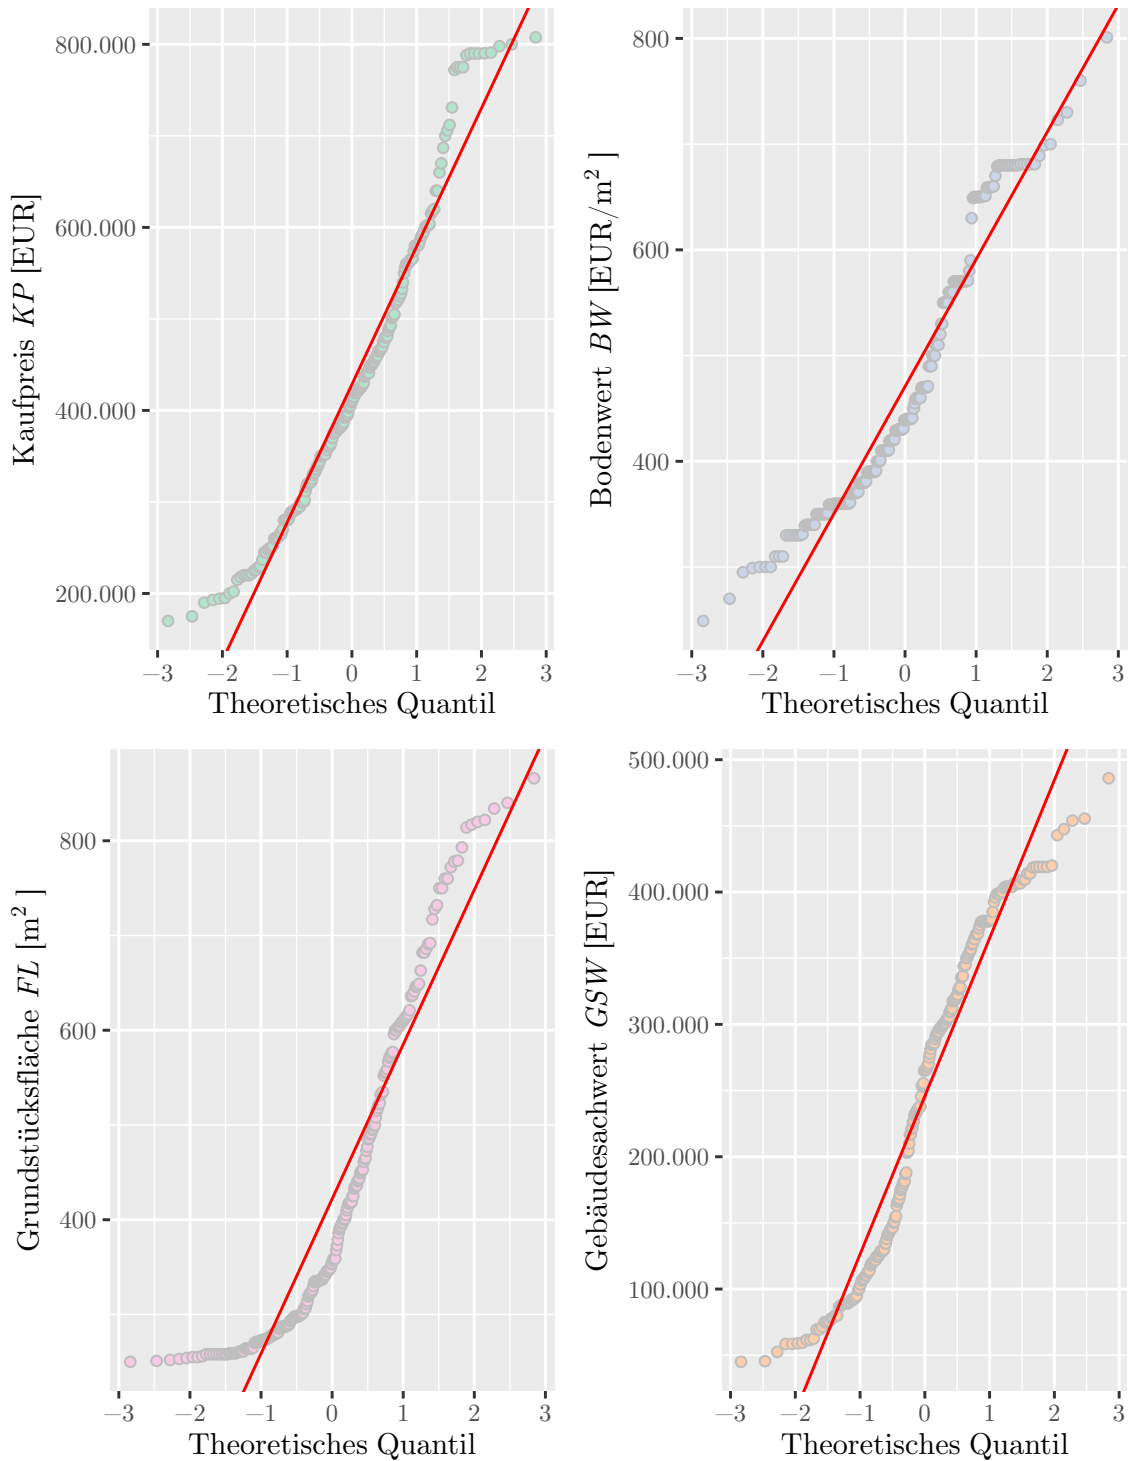 Kaufpreis KP [EUR]
800.000
600.000
400.000
200.000
−3 −2 −1 0 1 2 3
Theoretisches Quantil
Bodenwert BW [EUR/m² ]
800
600
400
−3 −2 −1 0 1 2 3
Theoretisches Quantil
Grundstücksfläche FL [m² ]
800
600
400
−3 −2 −1 0 1 2 3
Theoretisches Quantil
Gebäudesachwert GSW [EUR]
500.000
400.000
300.000
200.000
100.000
−3 −2 −1 0 1 2 3
Theoretisches Quantil